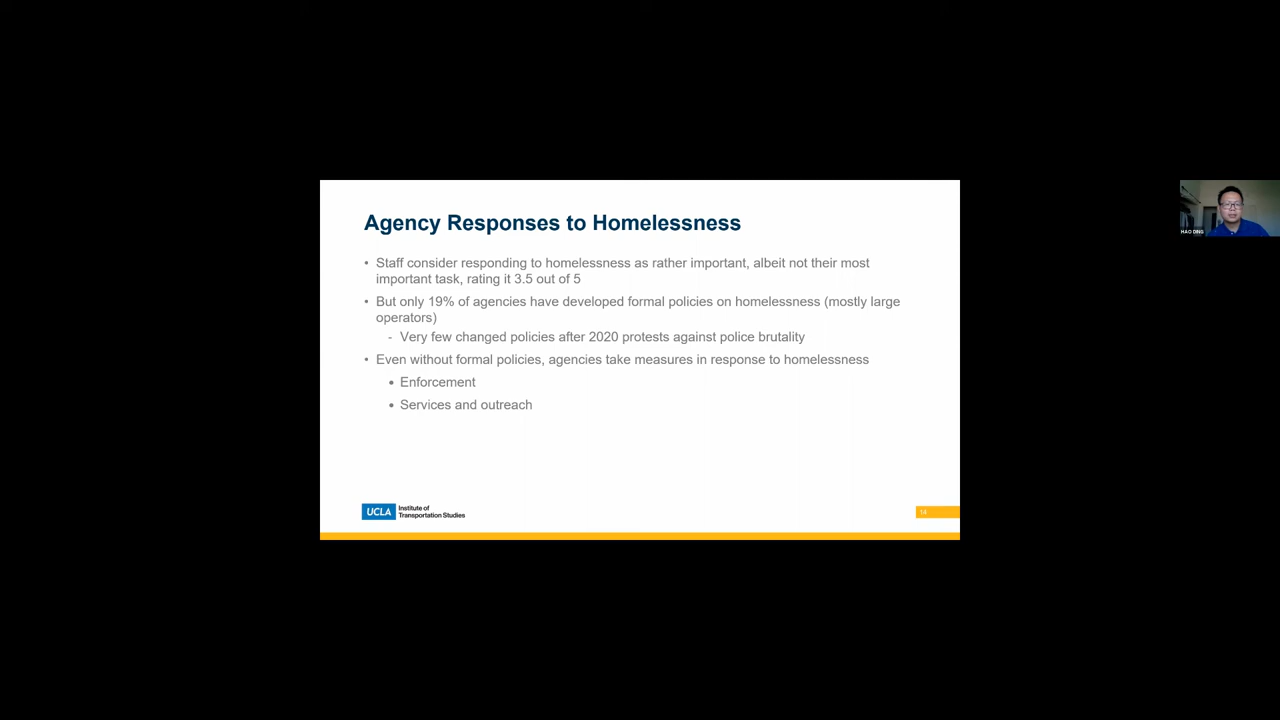 Agency Responses to Homelessness
• Staff consider responding to homelessness as rather important, albeit not their most
important task, rating it 3.5 out of 5
• But only 19% of agencies have developed formal policies on homelessness (mostly large
operators)
- Very few changed policies after 2020 protests against police brutality
• Even without formal policies, agencies take measures in response to homelessness
• Enforcement
• Services and outreach
UCLA Institute of
Transportation Studies
14
HAO DING